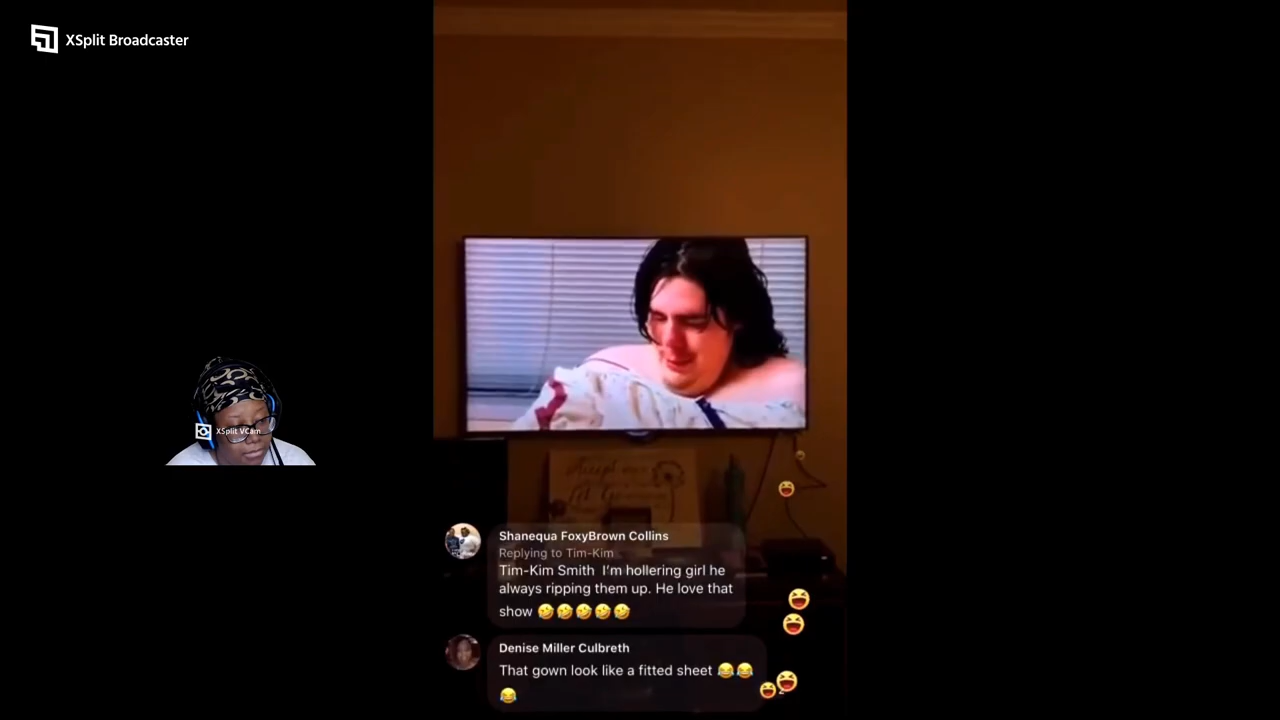 XSplit Broadcaster
XSplit VCam
Shanequa FoxyBrown Collins
Replying to Tim-Kim
Tim-Kim Smith I'm hollering girl he
always ripping them up. He love that
show 🤣🤣🤣🤣🤣
Denise Miller Culbreth
That gown look like a fitted sheet 😂😂
😂